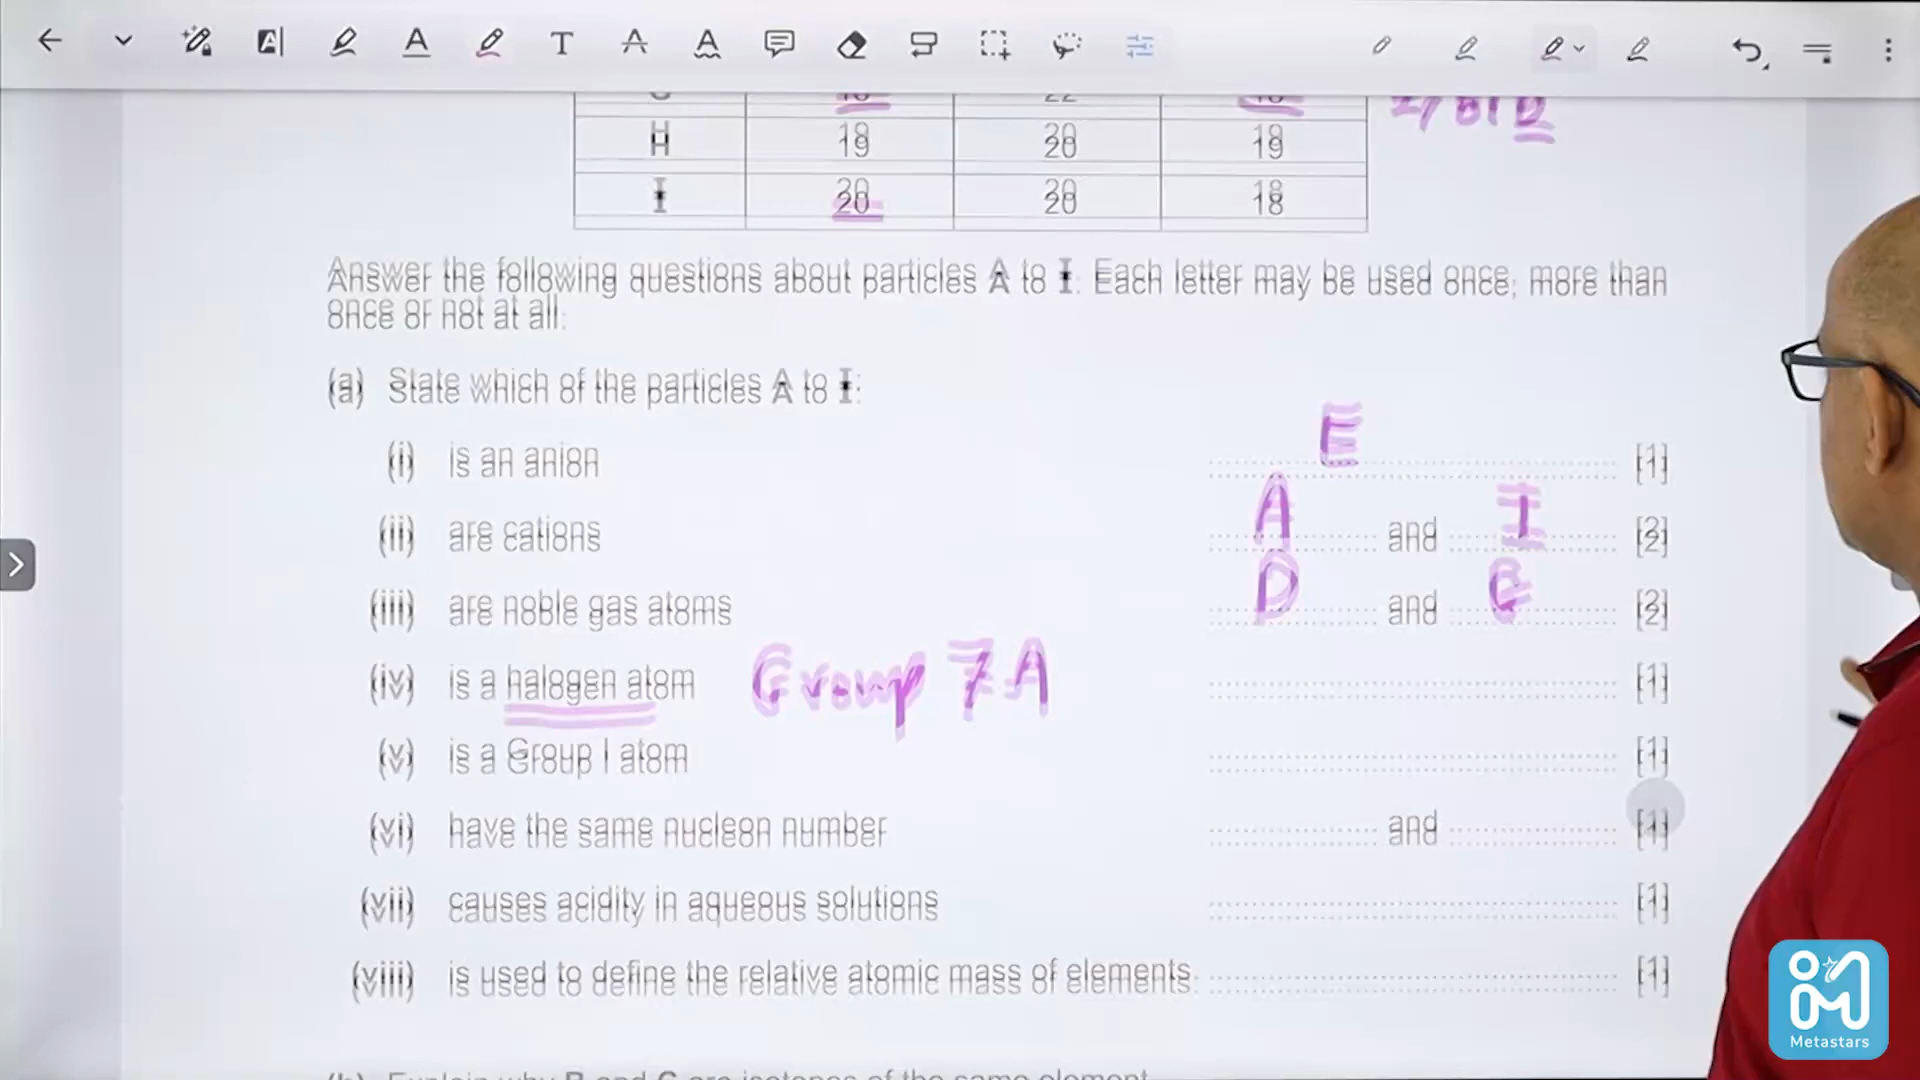 H 19 20 19
I 20 20 18
Answer the following questions about particles A to I. Each letter may be used once, more than
once or not at all.
(a) State which of the particles A to I:
(i) is an anion E [1]
(ii) are cations A and I [2]
(iii) are noble gas atoms D and G [2]
(iv) is a halogen atom Group 7A [1]
(v) is a Group I atom [1]
(vi) have the same nucleon number and [1]
(vii) causes acidity in aqueous solutions [1]
(viii) is used to define the relative atomic mass of elements. [1]
Metastars